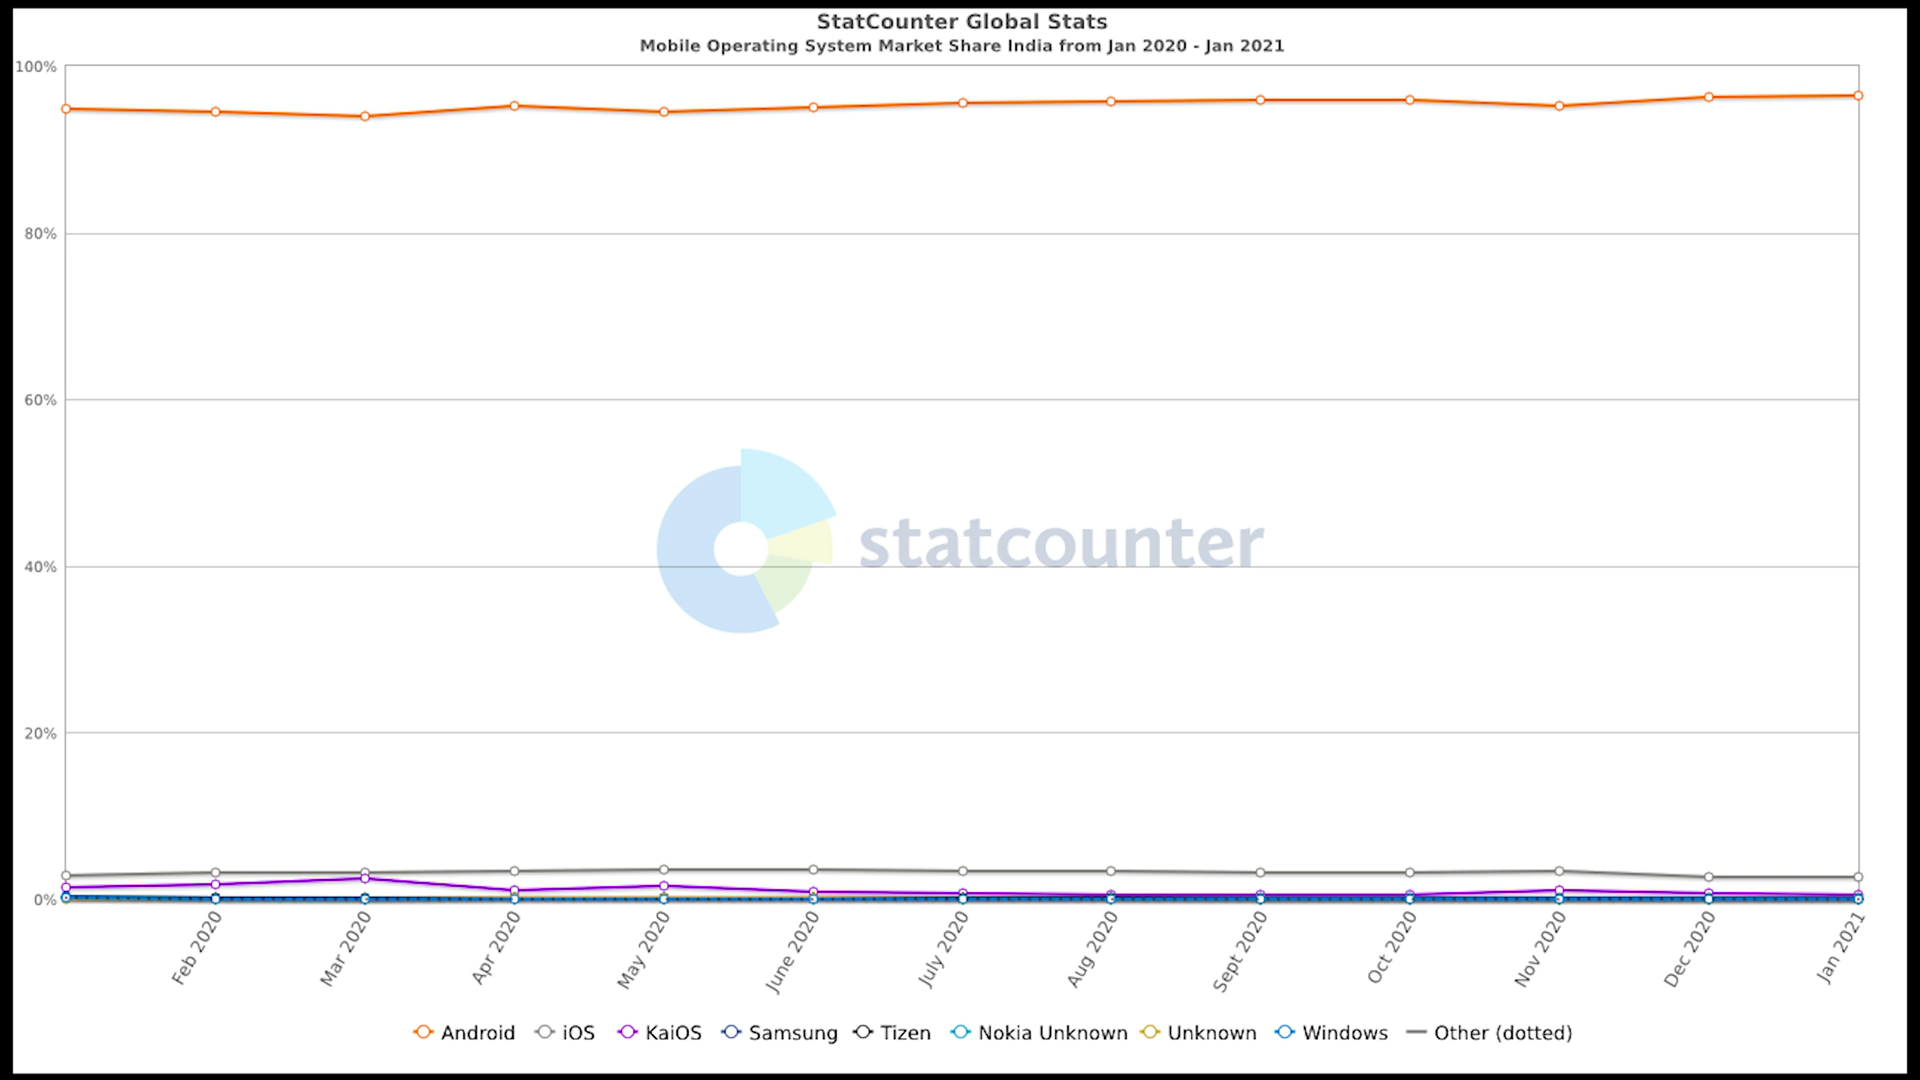 StatCounter Global Stats
Mobile Operating System Market Share India from Jan 2020 - Jan 2021
100%
80%
60%
40%
20%
0%
statcounter
Feb 2020
Mar 2020
Apr 2020
May 2020
June 2020
July 2020
Aug 2020
Sept 2020
Oct 2020
Nov 2020
Dec 2020
Jan 2021
Android iOS KaiOS Samsung Tizen Nokia Unknown Unknown Windows Other (dotted)